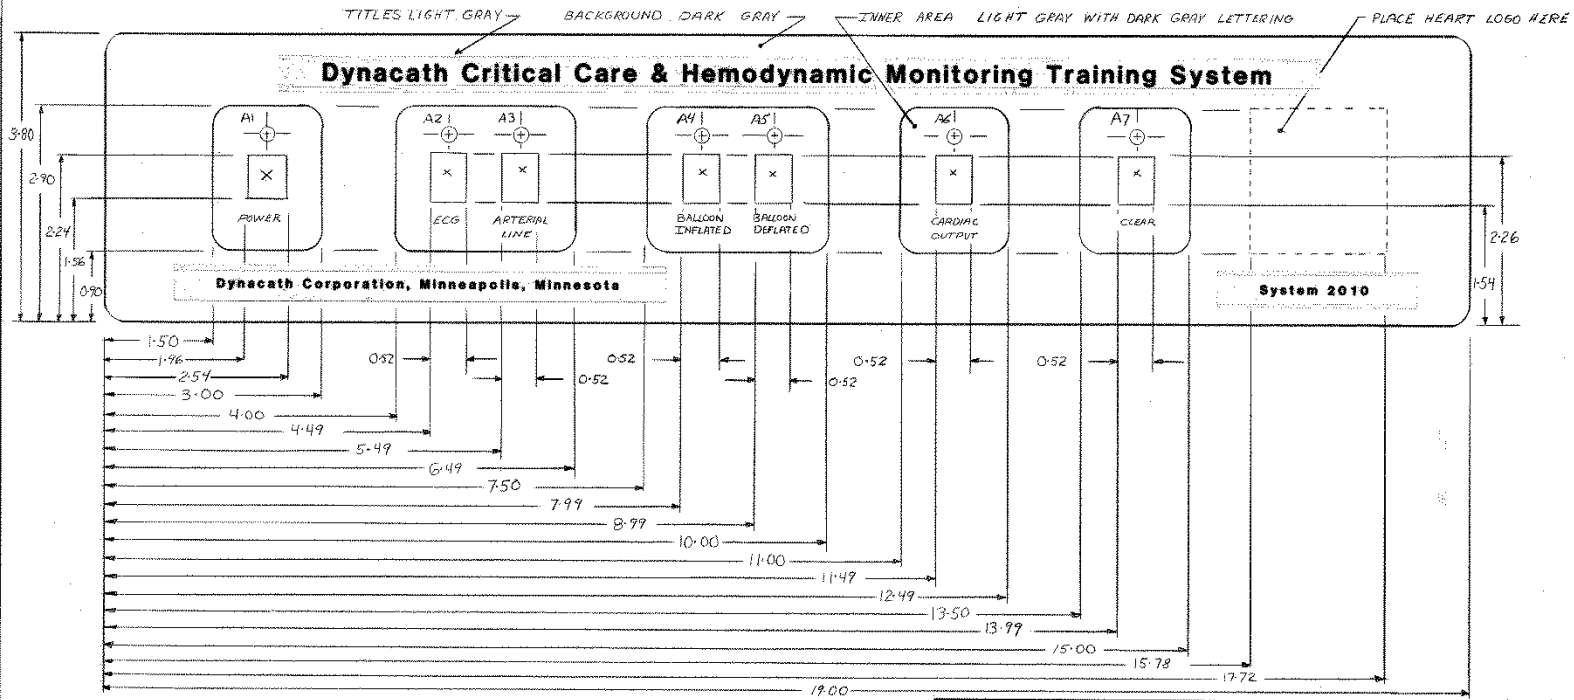 TITLES LIGHT GRAY
BACKGROUND DARK GRAY
INNER AREA LIGHT GRAY WITH DARK GRAY LETTERING
PLACE HEART LOGO HERE
Dynacath Critical Care & Hemodynamic Monitoring Training System
A1
A2
A3
A4
A5
A6
A7
POWER
ECG
ARTERIAL
LINE
BALLOON
INFLATED
BALLOON
DEFLATED
CARDIAC
OUTPUT
CLEAR
3.80
2.90
2.24
1.56
0.90
2.26
1.54
Dynacath Corporation, Minneapolis, Minnesota
System 2010
1.50
1.96
2.54
3.00
4.00
4.49
5.49
6.49
7.50
7.99
8.99
10.00
11.00
11.49
12.49
13.50
13.99
15.00
15.78
17.72
19.00
0.52
0.52
0.52
0.52
0.52
0.52